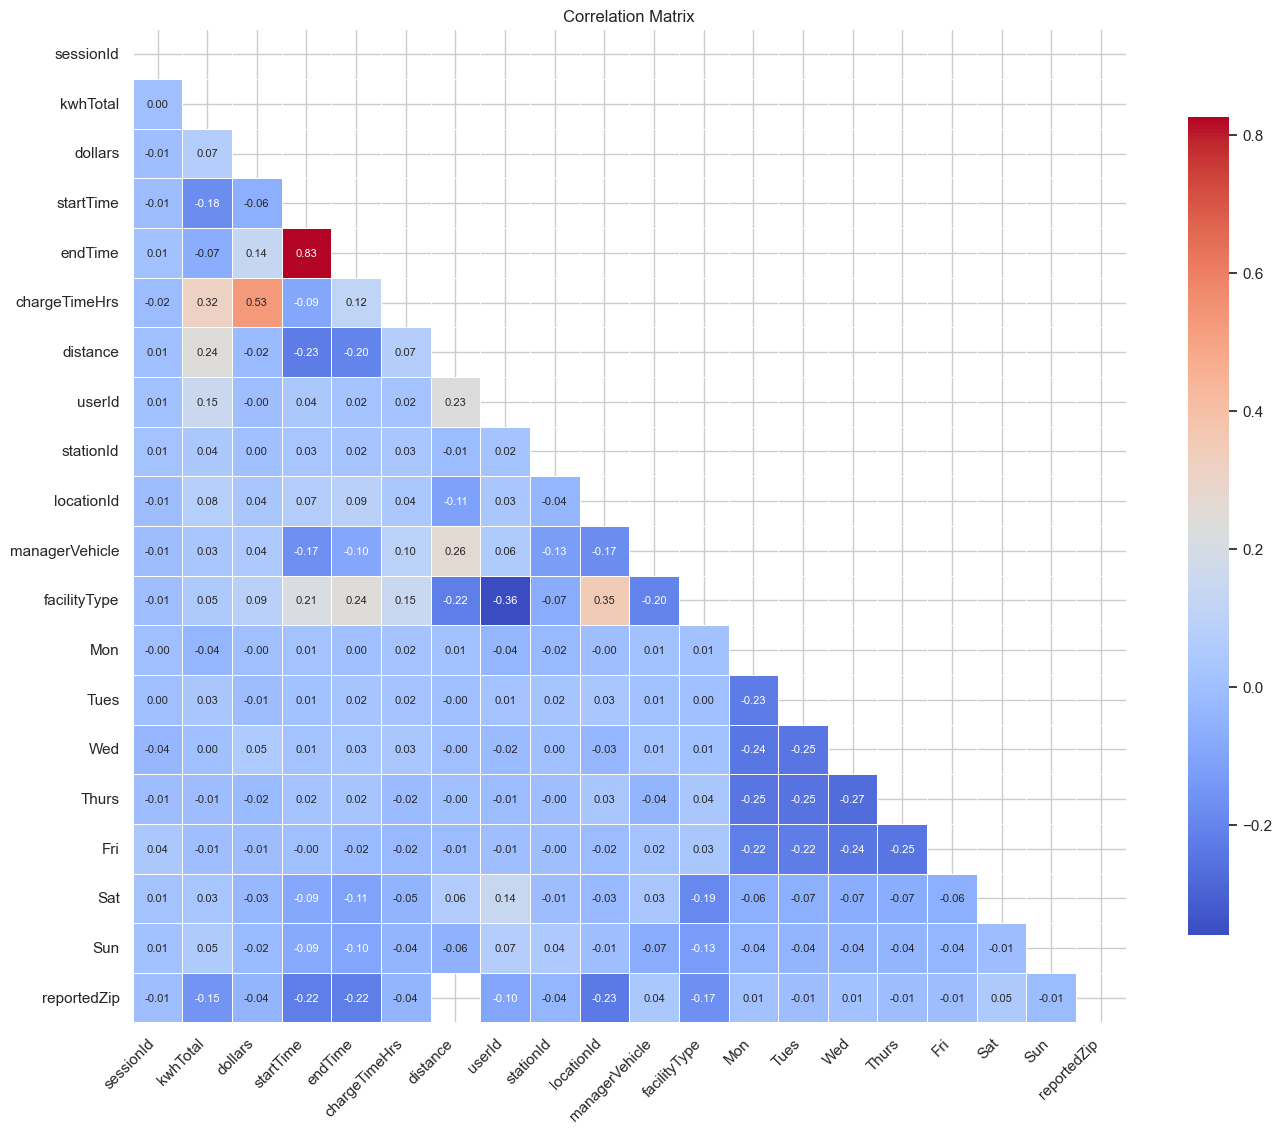 Correlation Matrix
sessionId
kwhTotal 0.00
dollars -0.01 0.07
startTime -0.01 -0.18 -0.06
endTime 0.01 -0.07 0.14 0.83
chargeTimeHrs -0.02 0.32 0.53 -0.09 0.12
distance 0.01 0.24 -0.02 -0.23 -0.20 0.07
userId 0.01 0.15 -0.00 0.04 0.02 0.02 0.23
stationId 0.01 0.04 0.00 0.03 0.02 0.03 -0.01 0.02
locationId -0.01 0.08 0.04 0.07 0.09 0.04 -0.11 0.03 -0.04
managerVehicle -0.01 0.03 0.04 -0.17 -0.10 0.10 0.26 0.06 -0.13 -0.17
facilityType -0.01 0.05 0.09 0.21 0.24 0.15 -0.22 -0.36 -0.07 0.35 -0.20
Mon -0.00 -0.04 -0.00 0.01 0.00 0.02 0.01 -0.04 -0.02 -0.00 0.01 0.01
Tues 0.00 0.03 -0.01 0.01 0.02 0.02 -0.00 0.01 0.02 0.03 0.01 0.00 -0.23
Wed -0.04 0.00 0.05 0.01 0.03 0.03 -0.00 -0.02 0.00 -0.03 0.01 0.01 -0.24 -0.25
Thurs -0.01 -0.01 -0.02 0.02 0.02 -0.02 -0.00 -0.01 -0.00 0.03 -0.04 0.04 -0.25 -0.25 -0.27
Fri 0.04 -0.01 -0.01 -0.00 -0.02 -0.02 -0.01 -0.01 -0.00 -0.02 0.02 0.03 -0.22 -0.22 -0.24 -0.25
Sat 0.01 0.03 -0.03 -0.09 -0.11 -0.05 0.06 0.14 -0.01 -0.03 0.03 -0.19 -0.06 -0.07 -0.07 -0.07 -0.06
Sun 0.01 0.05 -0.02 -0.09 -0.10 -0.04 -0.06 0.07 0.04 -0.01 -0.07 -0.13 -0.04 -0.04 -0.04 -0.04 -0.04 -0.01
reportedZip -0.01 -0.15 -0.04 -0.22 -0.22 -0.04 -0.10 -0.04 -0.23 0.04 -0.17 0.01 -0.01 0.01 -0.01 -0.01 0.05 -0.01
sessionId kwhTotal dollars startTime endTime chargeTimeHrs distance userId stationId locationId managerVehicle facilityType Mon Tues Wed Thurs Fri Sat Sun reportedZip
0.8
0.6
0.4
0.2
0.0
−0.2